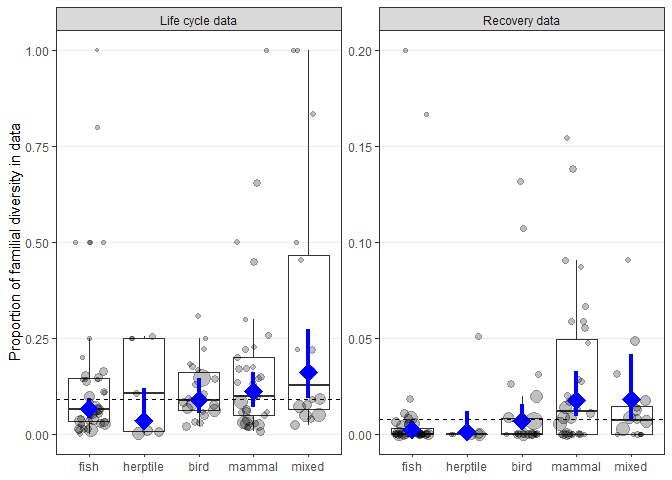 Life cycle data
Recovery data
Proportion of familial diversity in data
1.00
0.75
0.50
0.25
0.00
0.20
0.15
0.10
0.05
0.00
fish herptile bird mammal mixed
fish herptile bird mammal mixed